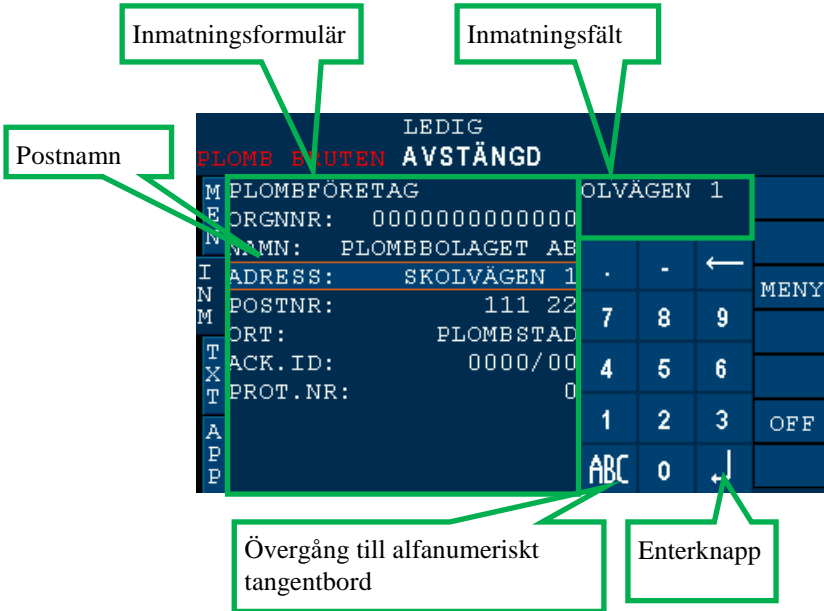 Inmatningsformulär
Inmatningsfält
LEDIG
Postnamn
PLOMB BRUTEN AVSTÄNGD
MEN
INM
TXT
APP
PLOMBFÖRETAG
ORGNNR: 0000000000000
NAMN: PLOMBBOLAGET AB
ADRESS: SKOLVÄGEN 1
POSTNR: 111 22
ORT: PLOMBSTAD
ACK.ID: 0000/00
PROT.NR: 0
OLVÄGEN 1
. - ←
7 8 9
4 5 6
1 2 3
ABC 0 ↵
MENY
OFF
Övergång till alfanumeriskt
tangentbord
Enterknapp